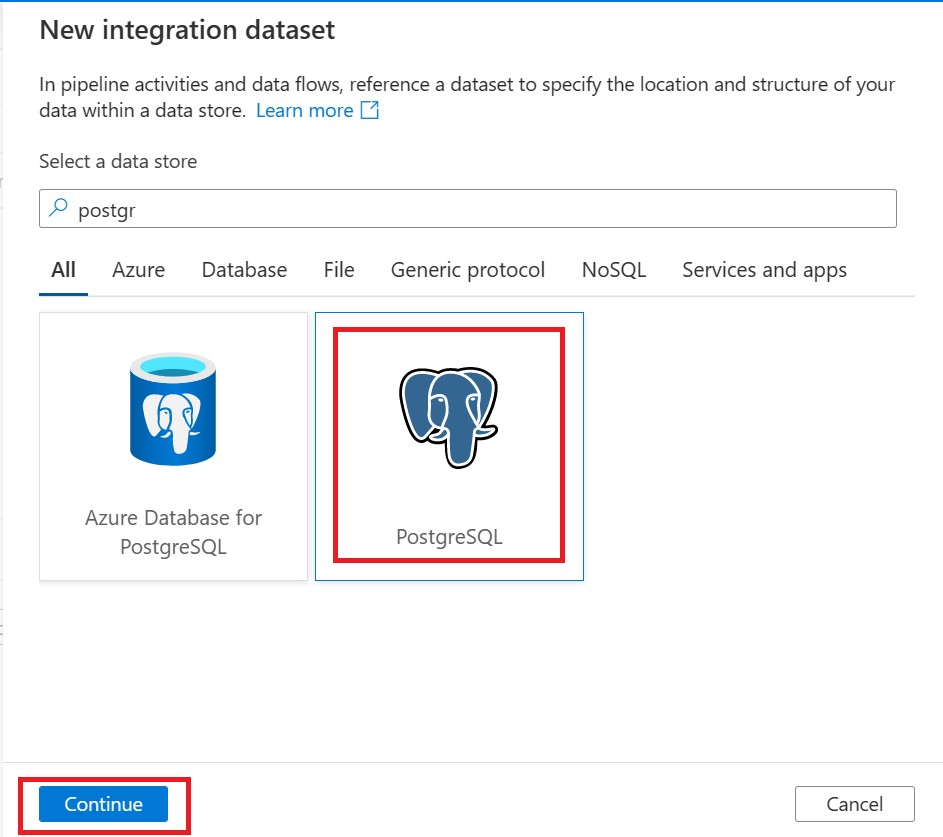 New integration dataset
In pipeline activities and data flows, reference a dataset to specify the location and structure of your
data within a data store. Learn more
Select a data store
postgr
All Azure Database File Generic protocol NoSQL Services and apps
Azure Database for
PostgreSQL
PostgreSQL
Continue Cancel